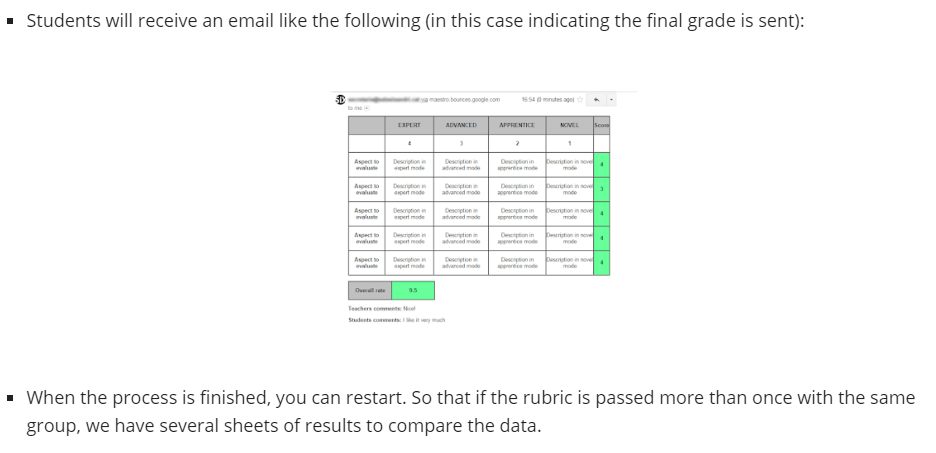 Students will receive an email like the following (in this case indicating the final grade is sent):
maestro.bounces.google.com 16:54 (0 minutes ago)
to me
EXPERT ADVANCED APPRENTICE NOVEL Score
4 3 2 1
Aspect to evaluate Description in expert mode Description in advanced mode Description in apprentice mode Description in novel mode 4
Aspect to evaluate Description in expert mode Description in advanced mode Description in apprentice mode Description in novel mode 3
Aspect to evaluate Description in expert mode Description in advanced mode Description in apprentice mode Description in novel mode 4
Aspect to evaluate Description in expert mode Description in advanced mode Description in apprentice mode Description in novel mode 4
Aspect to evaluate Description in expert mode Description in advanced mode Description in apprentice mode Description in novel mode 4
Overall rate 9.5
Teachers comments: Nice!
Students comments: I like it very much
When the process is finished, you can restart. So that if the rubric is passed more than once with the same
group, we have several sheets of results to compare the data.